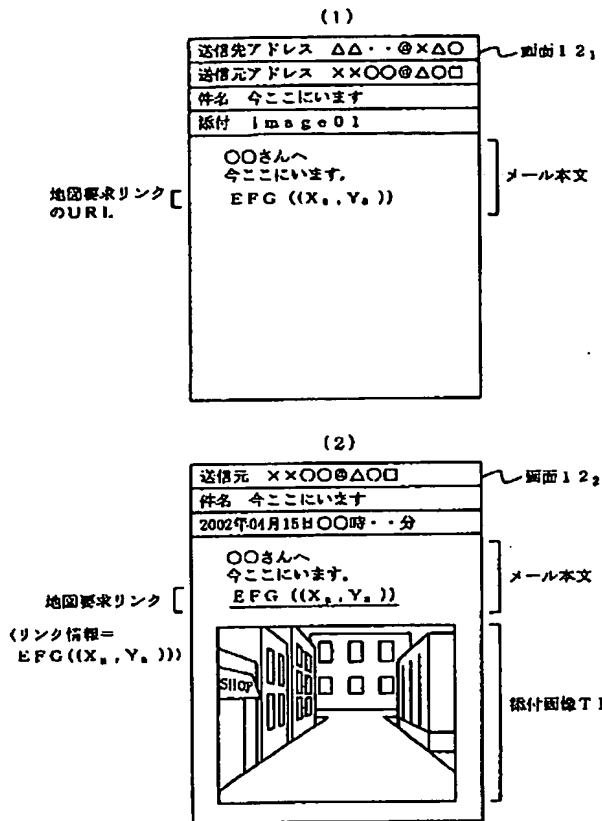 (1)
送信先アドレス △△・・@×△○
画面12₁
送信元アドレス ××○○@△○□
件名 今ここにいます
添付 image01
○○さんへ
今ここにいます。
メール本文
地図要求リンク
のURL
EFG ((Xₐ, Yₐ))
(2)
送信元 ××○○@△○□
画面12₂
件名 今ここにいます
2002年04月15日○○時・・分
○○さんへ
今ここにいます。
メール本文
地図要求リンク
EFG ((Xₐ, Yₐ))
(リンク情報=
EFG((Xₐ, Yₐ)))
SHOP
添付画像T1